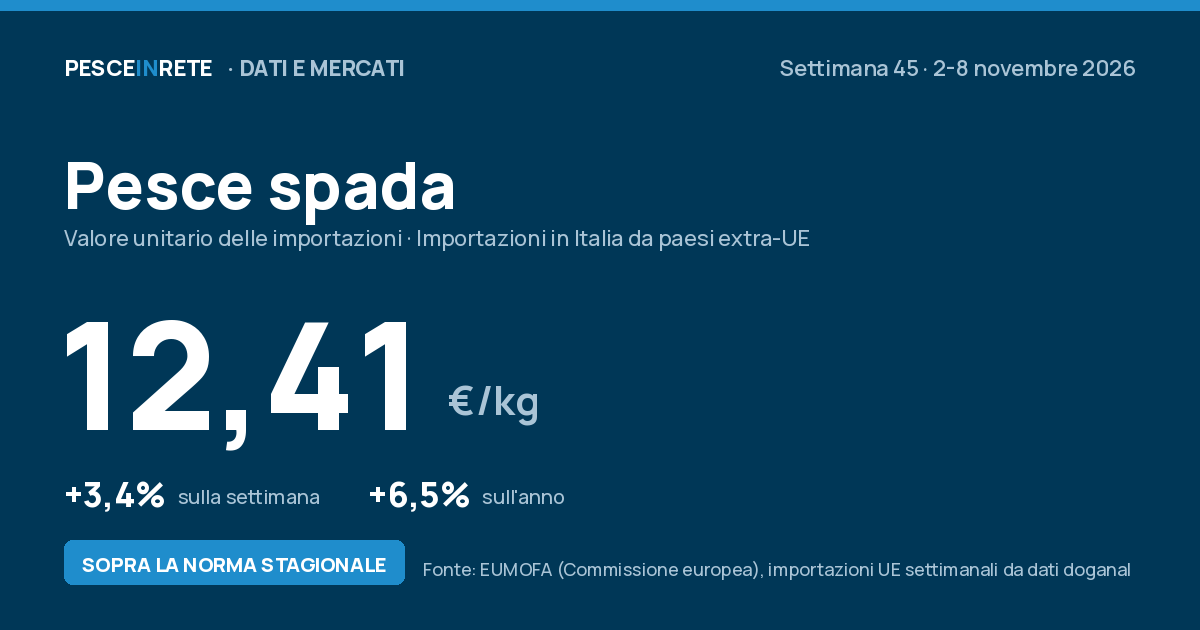 PESCEINRETE · DATI E MERCATI
Settimana 45 · 2-8 novembre 2026
Pesce spada
Valore unitario delle importazioni · Importazioni in Italia da paesi extra-UE
12,41 €/kg
+3,4% sulla settimana +6,5% sull'anno
SOPRA LA NORMA STAGIONALE
Fonte: EUMOFA (Commissione europea), importazioni UE settimanali da dati doganal